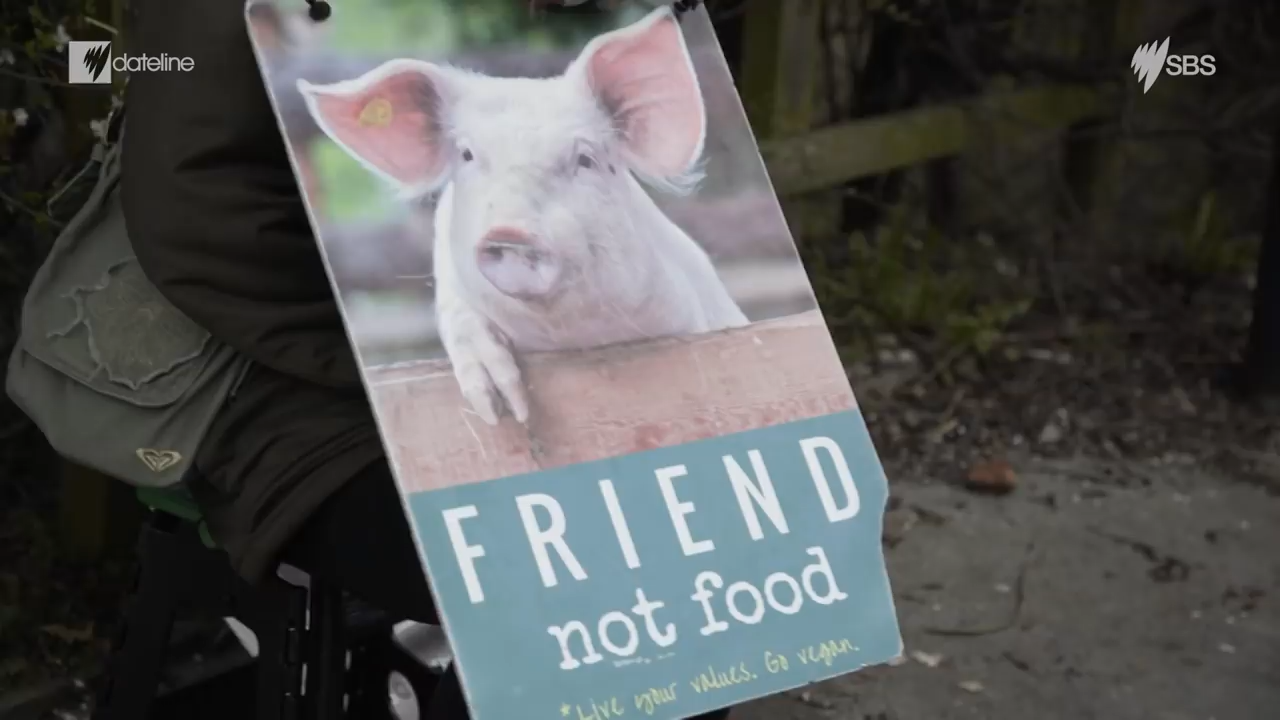 dateline
SBS
FRIEND
not food
*Live your values. Go vegan.